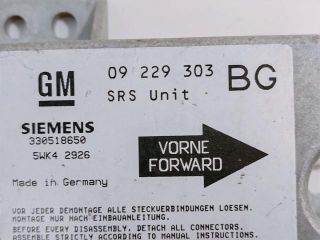 GM
09 229 303 BG
SRS Unit
SIEMENS
330518650
5WK4 2926
VORNE
FORWARD
Made in Germany
VOR JEDER DEMONTAGE ALLE STECKVERBINDUNGEN LOESEN.
MONTAGE NUR NACH EINBAUANLEITUNG.
BEFORE EVERY DISASSEMBLY, DETACH ALL CONNECTORS.
ASSEMBLE STRICTLY ACCORDING TO MANUAL INSTRUCTIONS.